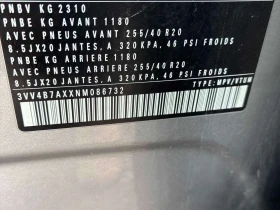 PNBV KG 2310
PNBE KG AVANT 1180
AVEC PNEUS AVANT 255/40 R20
8.5JX20 JANTES, A 320 KPA, 46 PSI FROIDS
PNBE KG ARRIERE 1180
AVEC PNEUS ARRIERE 255/40 R20
8.5JX20 JANTES, A 320 KPA, 46 PSI FROIDS
3VV4B7AXXNM086732
TYPE: MPV/VTUM